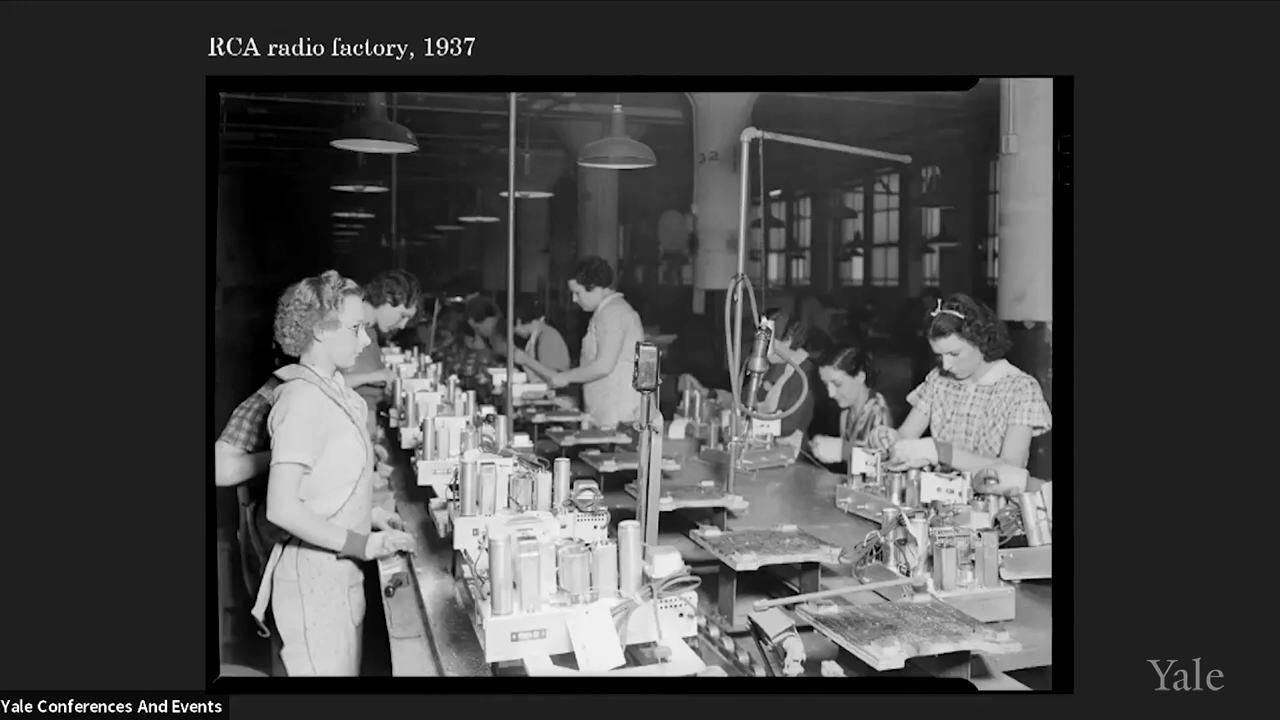 RCA radio factory, 1937
32
Yale
Yale Conferences And Events